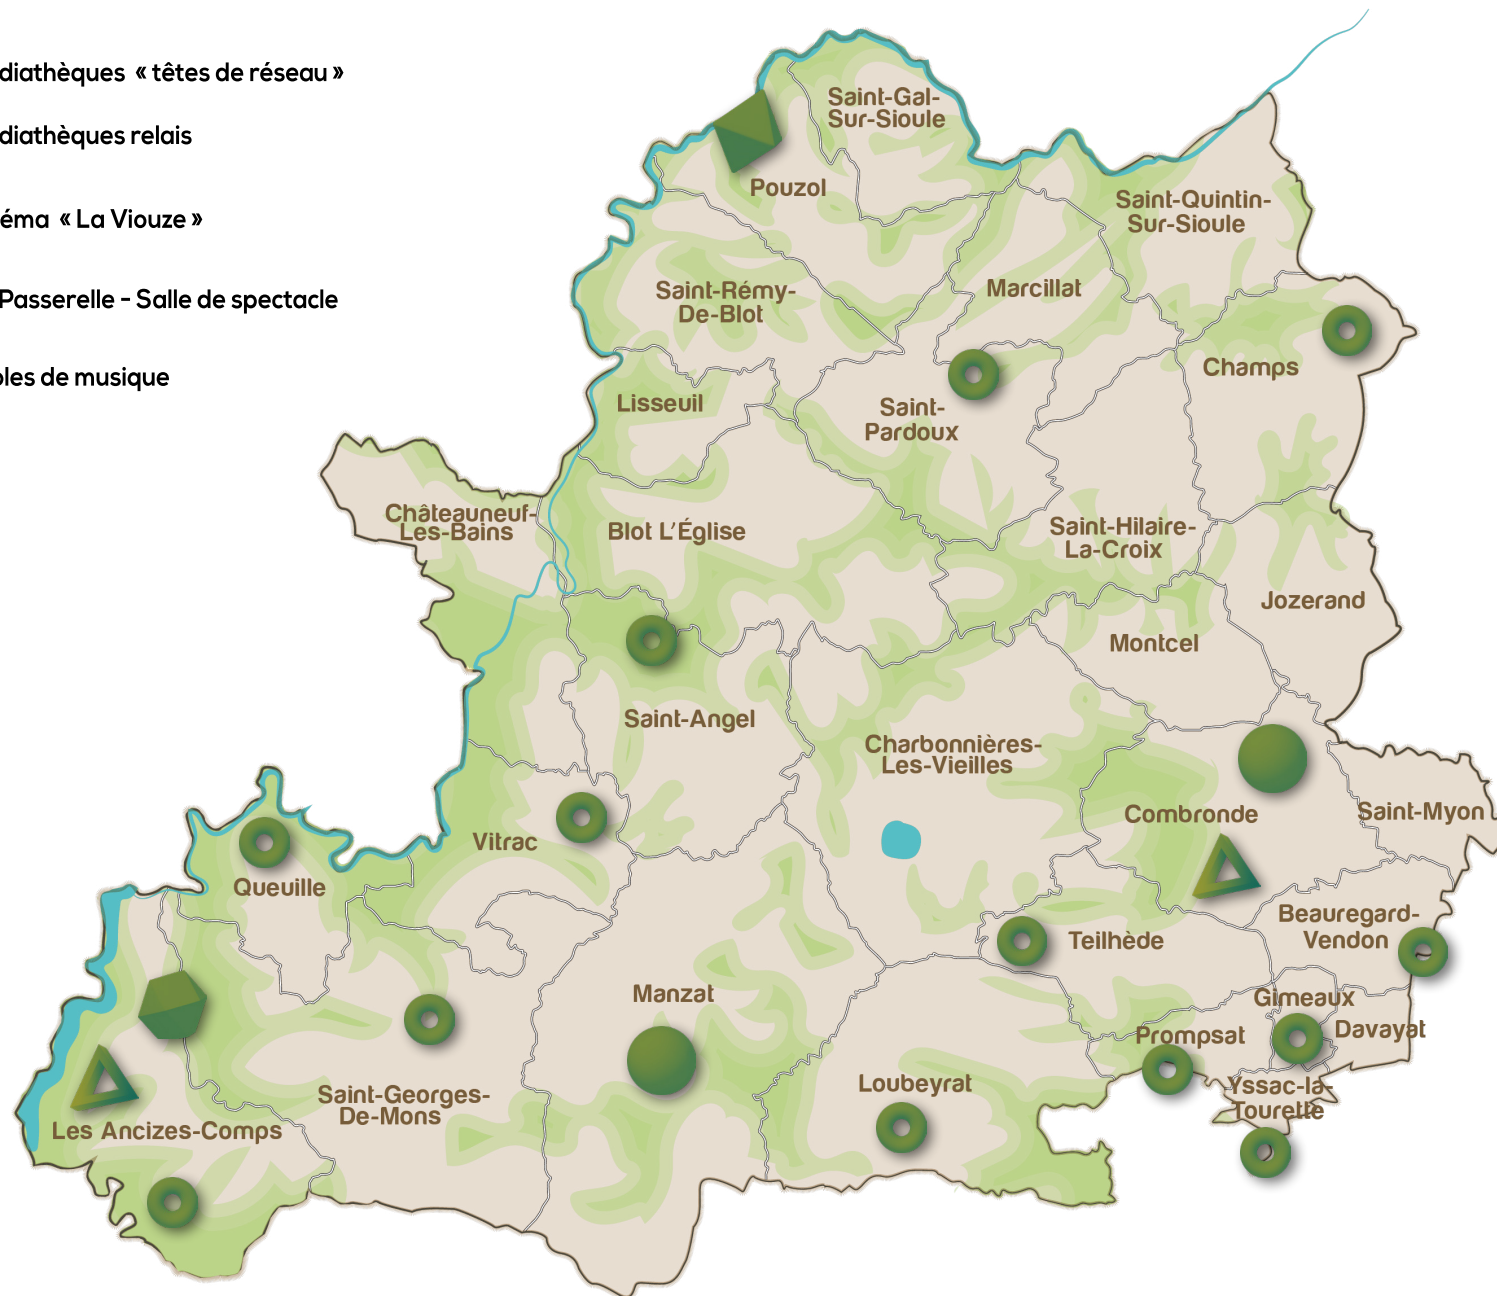 diathèques « têtes de réseau »
diathèques relais
éma « La Viouze »
Passerelle - Salle de spectacle
oles de musique
Saint-Gal-
Sur-Sioule
Pouzol
Saint-Quintin-
Sur-Sioule
Saint-Rémy-
De-Blot
Marcillat
Champs
Lisseuil
Saint-
Pardoux
Châteauneuf-
Les-Bains
Blot L'Église
Saint-Hilaire-
La-Croix
Jozerand
Montcel
Saint-Angel
Charbonnières-
Les-Vieilles
Combronde
Saint-Myon
Vitrac
Queuille
Beauregard-
Vendon
Teilhède
Manzat
Gimeaux
Davayat
Prompsat
Loubeyrat
Yssac-la-
Tourette
Saint-Georges-
De-Mons
Les Ancizes-Comps